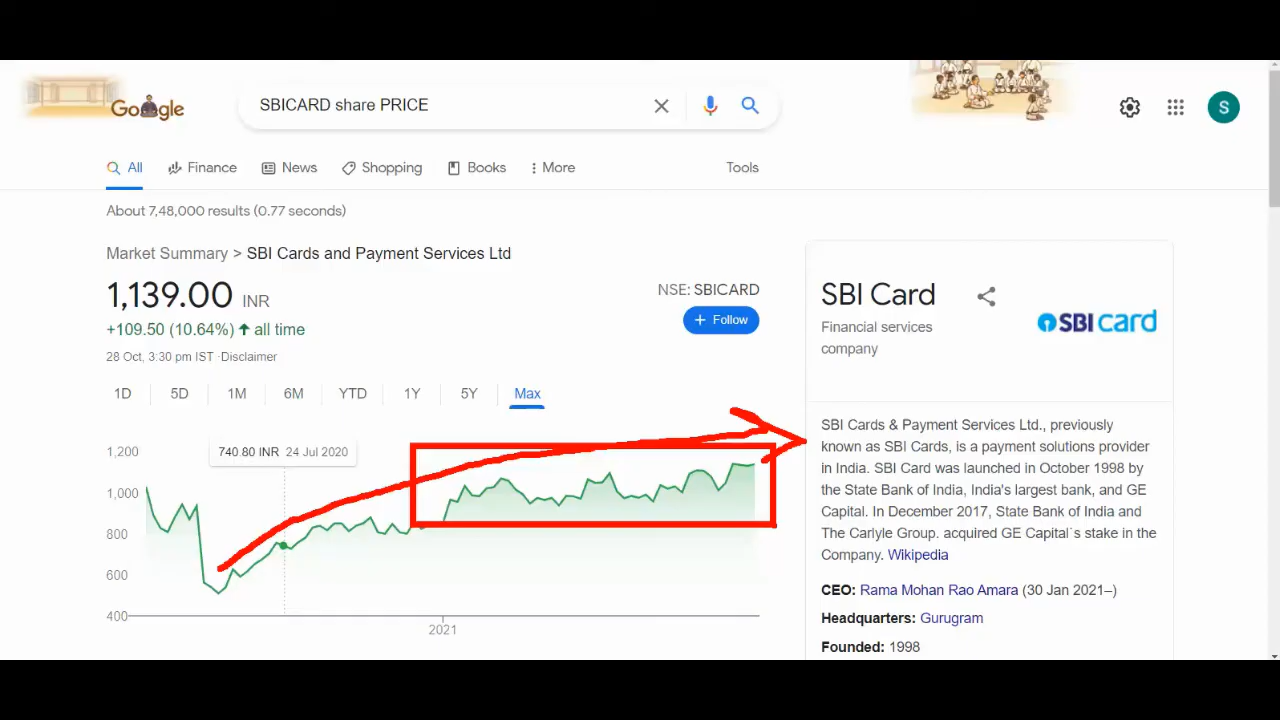 Google
SBICARD share PRICE
S
All Finance News Shopping Books More Tools
About 7,48,000 results (0.77 seconds)
Market Summary > SBI Cards and Payment Services Ltd
1,139.00 INR
NSE: SBICARD
+109.50 (10.64%) all time
+ Follow
28 Oct, 3:30 pm IST · Disclaimer
1D 5D 1M 6M YTD 1Y 5Y Max
740.80 INR 24 Jul 2020
1,200
1,000
800
600
400
2021
SBI Card
Financial services
company
SBI card
SBI Cards & Payment Services Ltd., previously
known as SBI Cards, is a payment solutions provider
in India. SBI Card was launched in October 1998 by
the State Bank of India, India's largest bank, and GE
Capital. In December 2017, State Bank of India and
The Carlyle Group. acquired GE Capital`s stake in the
Company. Wikipedia
CEO: Rama Mohan Rao Amara (30 Jan 2021–)
Headquarters: Gurugram
Founded: 1998